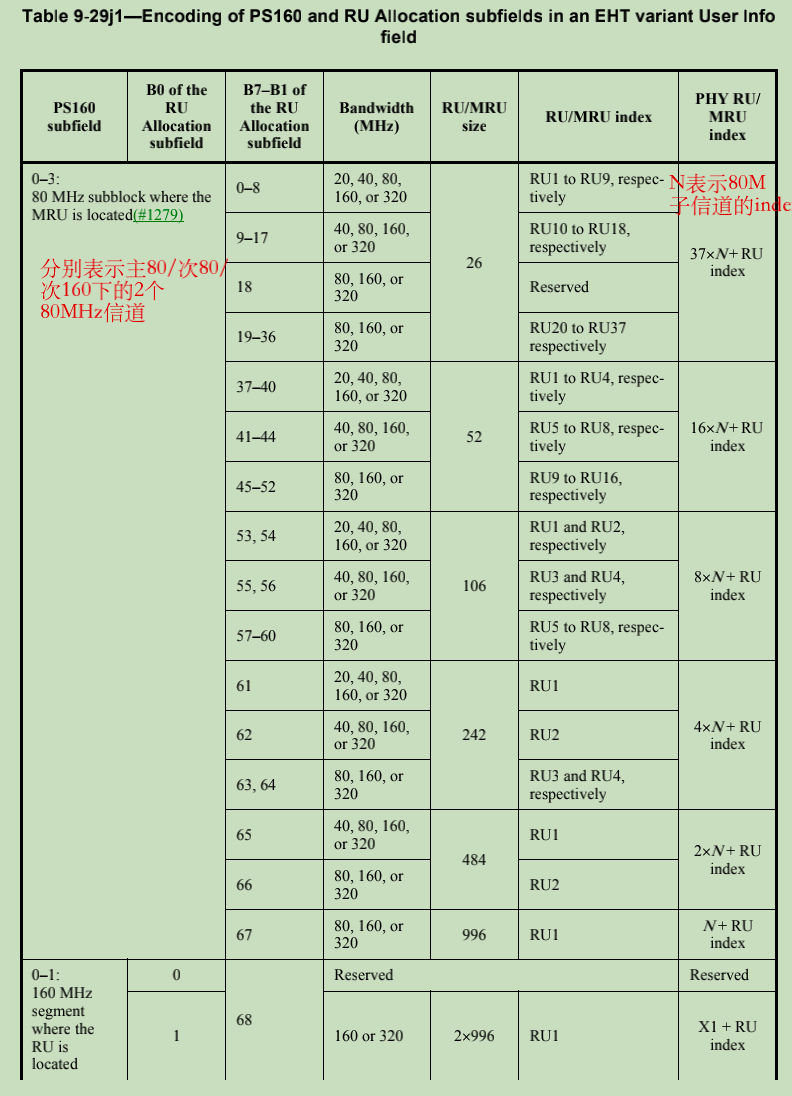 Table 9-29j1—Encoding of PS160 and RU Allocation subfields in an EHT variant User Info
field
PS160
subfield
B0 of the
RU
Allocation
subfield
B7–B1 of
the RU
Allocation
subfield
Bandwidth
(MHz)
RU/MRU
size
RU/MRU index
PHY RU/
MRU
index
0–3:
80 MHz subblock where the
MRU is located(#1279)
分别表示主80/次80/
次160下的2个
80MHz信道
0–8
20, 40, 80,
160, or 320
26
RU1 to RU9, respec-
tively
N表示80M
子信道的inde
37×N+ RU
index
9–17
40, 80, 160,
or 320
RU10 to RU18,
respectively
18
80, 160, or
320
Reserved
19–36
80, 160, or
320
RU20 to RU37
respectively
37–40
20, 40, 80,
160, or 320
52
RU1 to RU4, respec-
tively
16×N+ RU
index
41–44
40, 80, 160,
or 320
RU5 to RU8, respec-
tively
45–52
80, 160, or
320
RU9 to RU16,
respectively
53, 54
20, 40, 80,
160, or 320
106
RU1 and RU2,
respectively
8×N+ RU
index
55, 56
40, 80, 160,
or 320
RU3 and RU4,
respectively
57–60
80, 160, or
320
RU5 to RU8, respec-
tively
61
20, 40, 80,
160, or 320
242
RU1
4×N+ RU
index
62
40, 80, 160,
or 320
RU2
63, 64
80, 160, or
320
RU3 and RU4,
respectively
65
40, 80, 160,
or 320
484
RU1
2×N+ RU
index
66
80, 160, or
320
RU2
67
80, 160, or
320
996
RU1
N+ RU
index
0–1:
160 MHz
segment
where the
RU is
located
0
68
Reserved
Reserved
1
160 or 320
2×996
RU1
X1 + RU
index